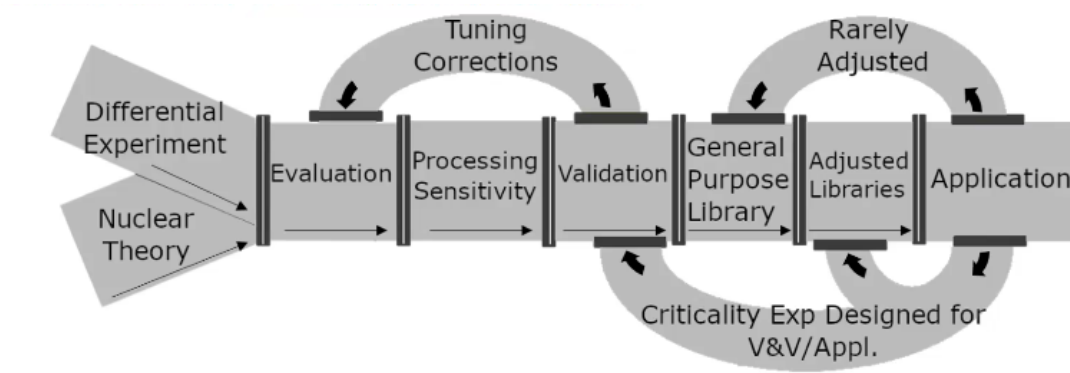 Tuning
Corrections
Rarely
Adjusted
Differential
Experiment
Nuclear
Theory
Evaluation
Processing
Sensitivity
Validation
General
Purpose
Library
Adjusted
Libraries
Application
Criticality Exp Designed for
V&V/Appl.